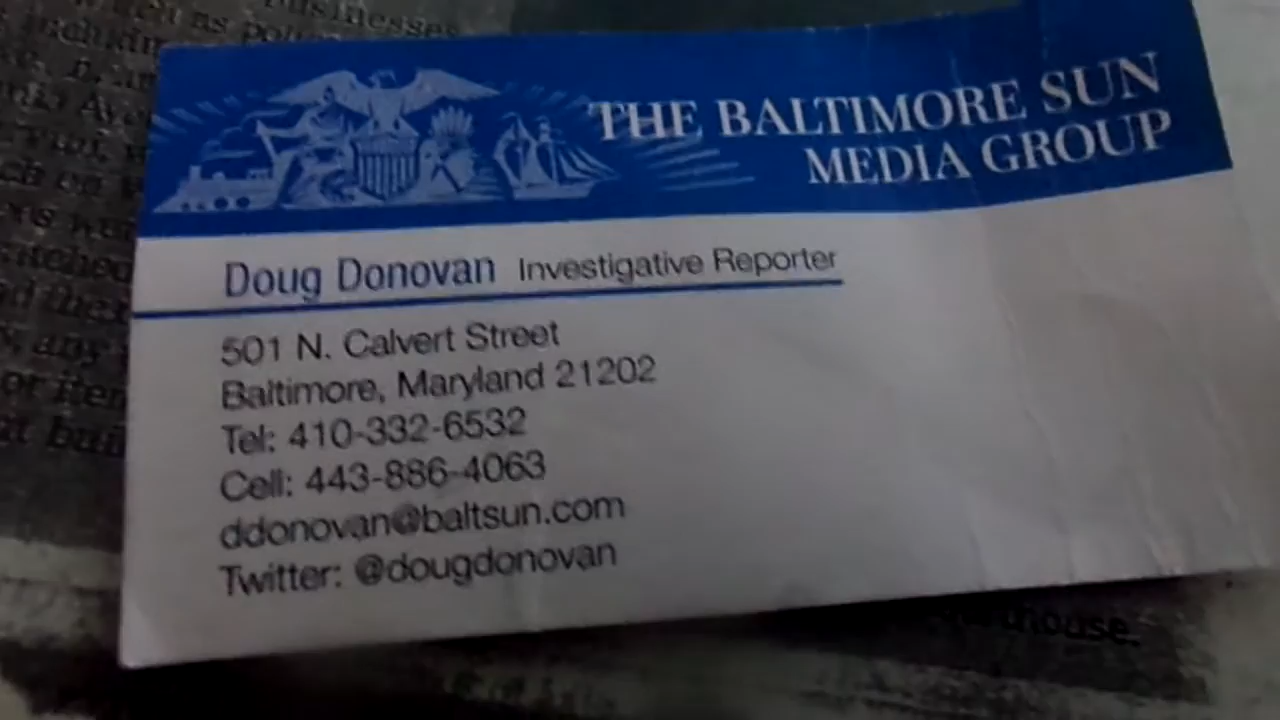 businesses
THE BALTIMORE SUN
MEDIA GROUP
Doug Donovan Investigative Reporter
501 N. Calvert Street
Baltimore, Maryland 21202
Tel: 410-332-6532
Cell: 443-886-4063
ddonovan@baltsun.com
Twitter: @dougdonovan